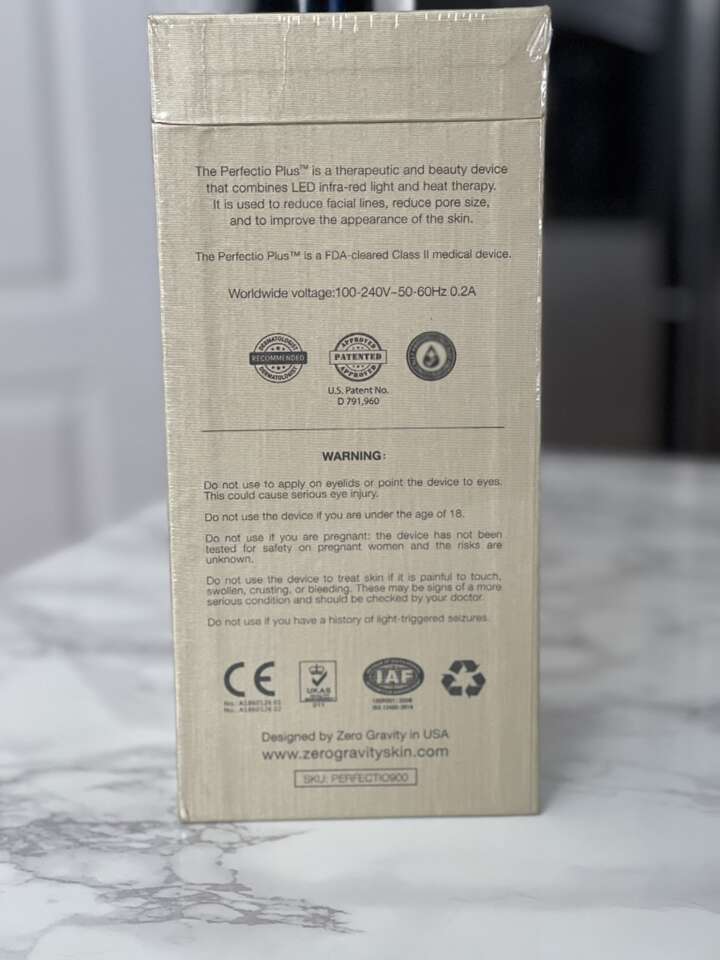 The Perfectio Plus™ is a therapeutic and beauty device
that combines LED infra-red light and heat therapy.
It is used to reduce facial lines, reduce pore size,
and to improve the appearance of the skin.
The Perfectio Plus™ is a FDA-cleared Class II medical device.
Worldwide voltage:100-240V~50-60Hz 0.2A
DERMATOLOGIST
RECOMMENDED
DERMATOLOGIST
APPROVED
PATENTED
APPROVED
U.S. Patent No.
D 791,960
WARNING:
Do not use to apply on eyelids or point the device to eyes.
This could cause serious eye injury.
Do not use the device if you are under the age of 18.
Do not use if you are pregnant: the device has not been
tested for safety on pregnant women and the risks are
unknown.
Do not use the device to treat skin if it is painful to touch,
swollen, crusting, or bleeding. These may be signs of a more
serious condition and should be checked by your doctor.
Do not use if you have a history of light-triggered seizures.
CE
UKAS
IAF
Designed by Zero Gravity in USA
www.zerogravityskin.com
SKU: PERFECTIO900